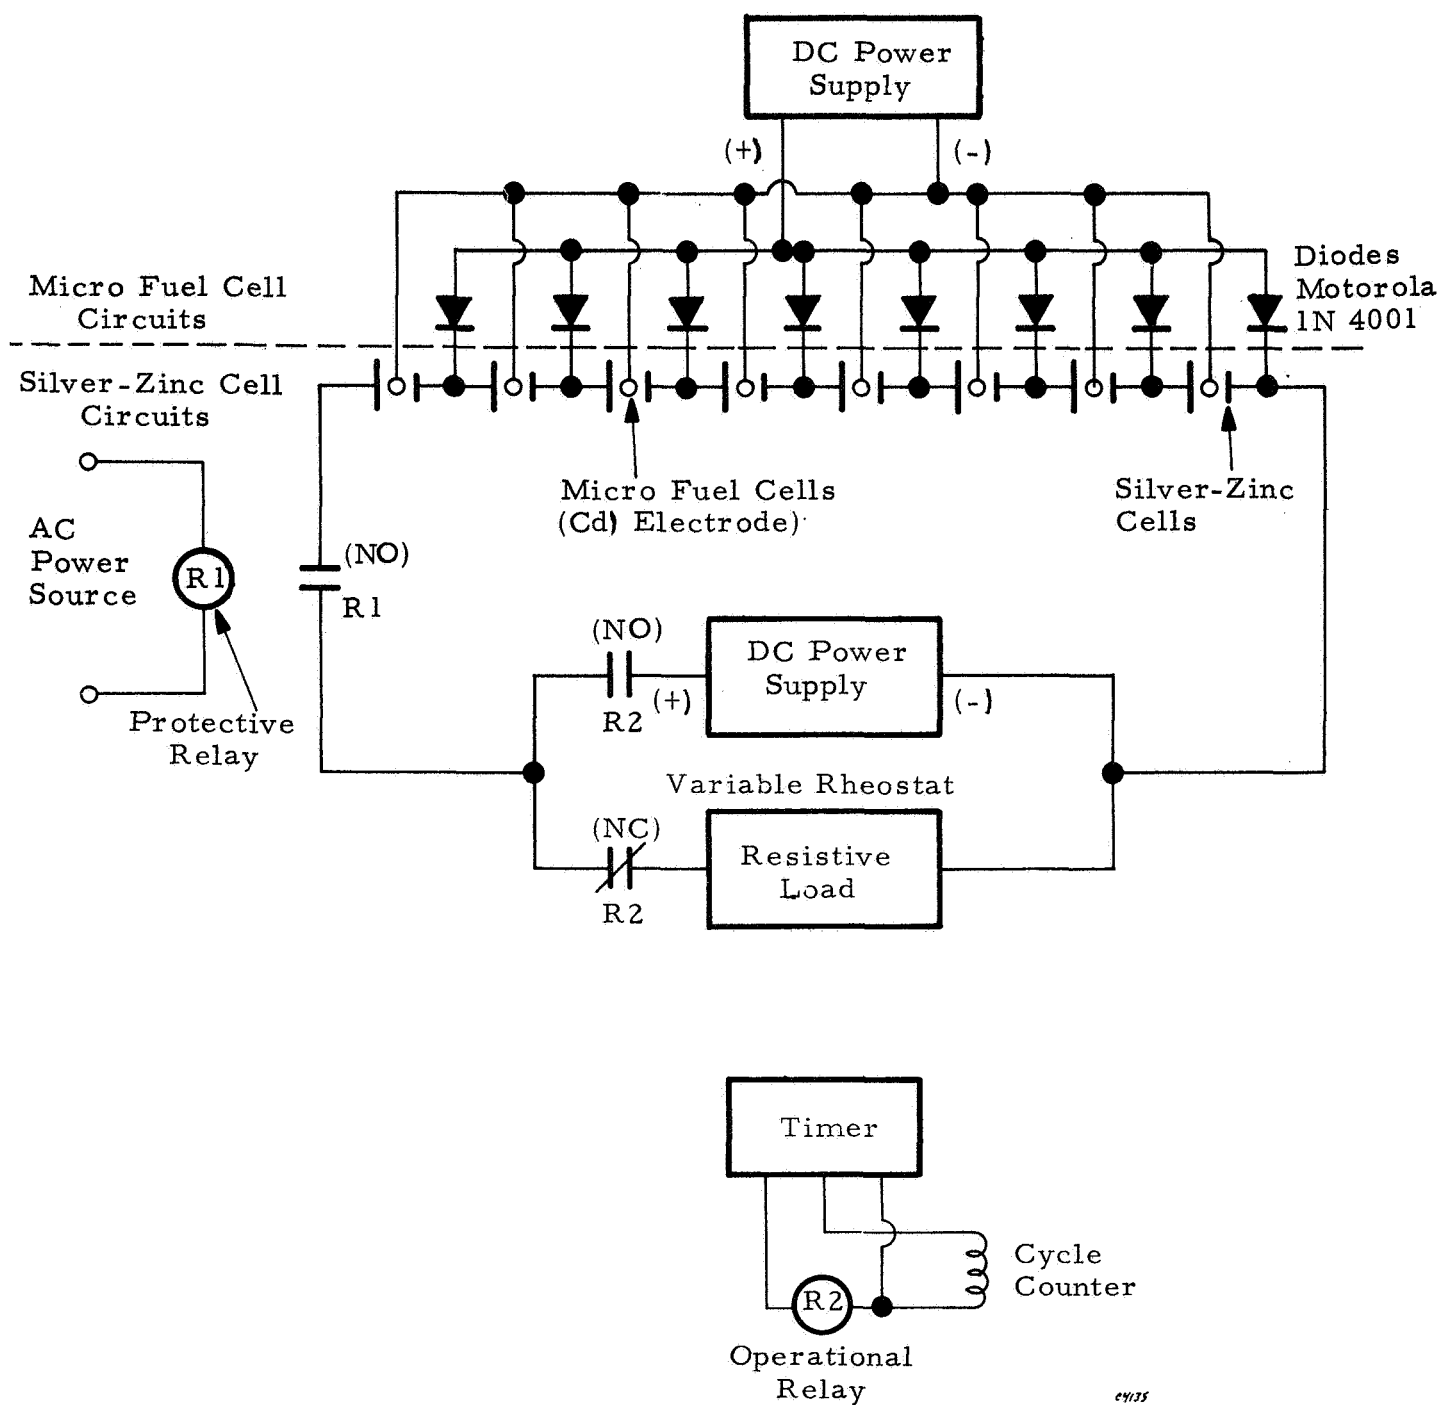 DC Power
Supply
(+)
(-)
Diodes
Motorola
1N 4001
Micro Fuel Cell
Circuits
Silver-Zinc Cell
Circuits
Micro Fuel Cells
(Cd) Electrode)
Silver-Zinc
Cells
AC
Power
Source
R1
(NO)
R1
Protective
Relay
(NO)
R2
(+)
DC Power
Supply
(-)
Variable Rheostat
(NC)
R2
Resistive
Load
Timer
R2
Cycle
Counter
Operational
Relay
C4135